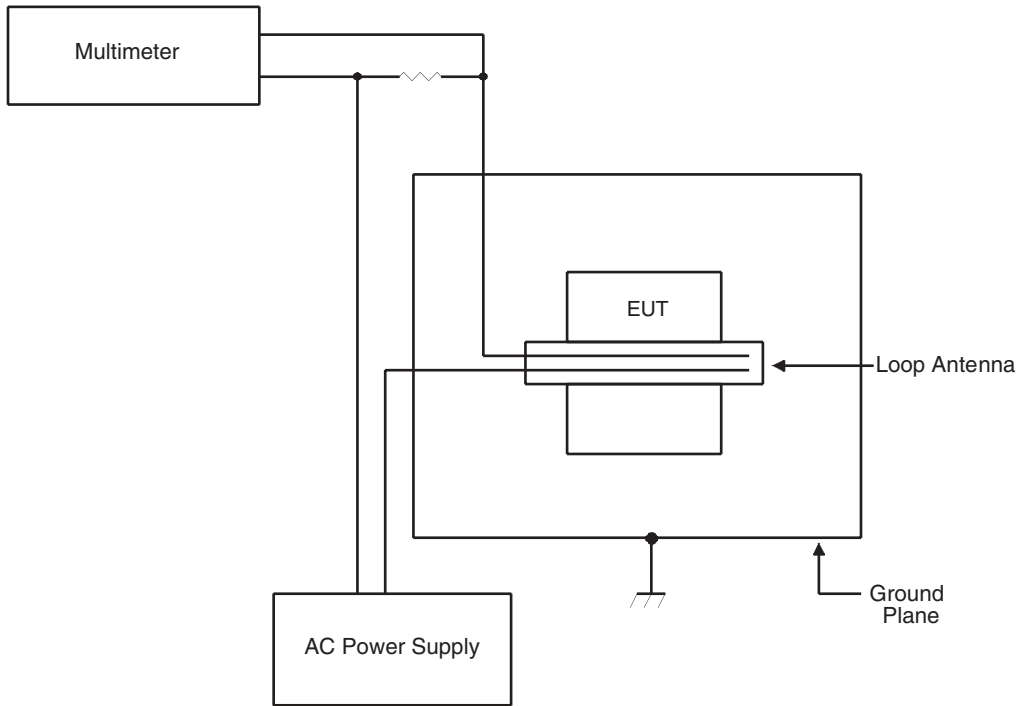 Multimeter
EUT
Loop Antenna
Ground
Plane
AC Power Supply